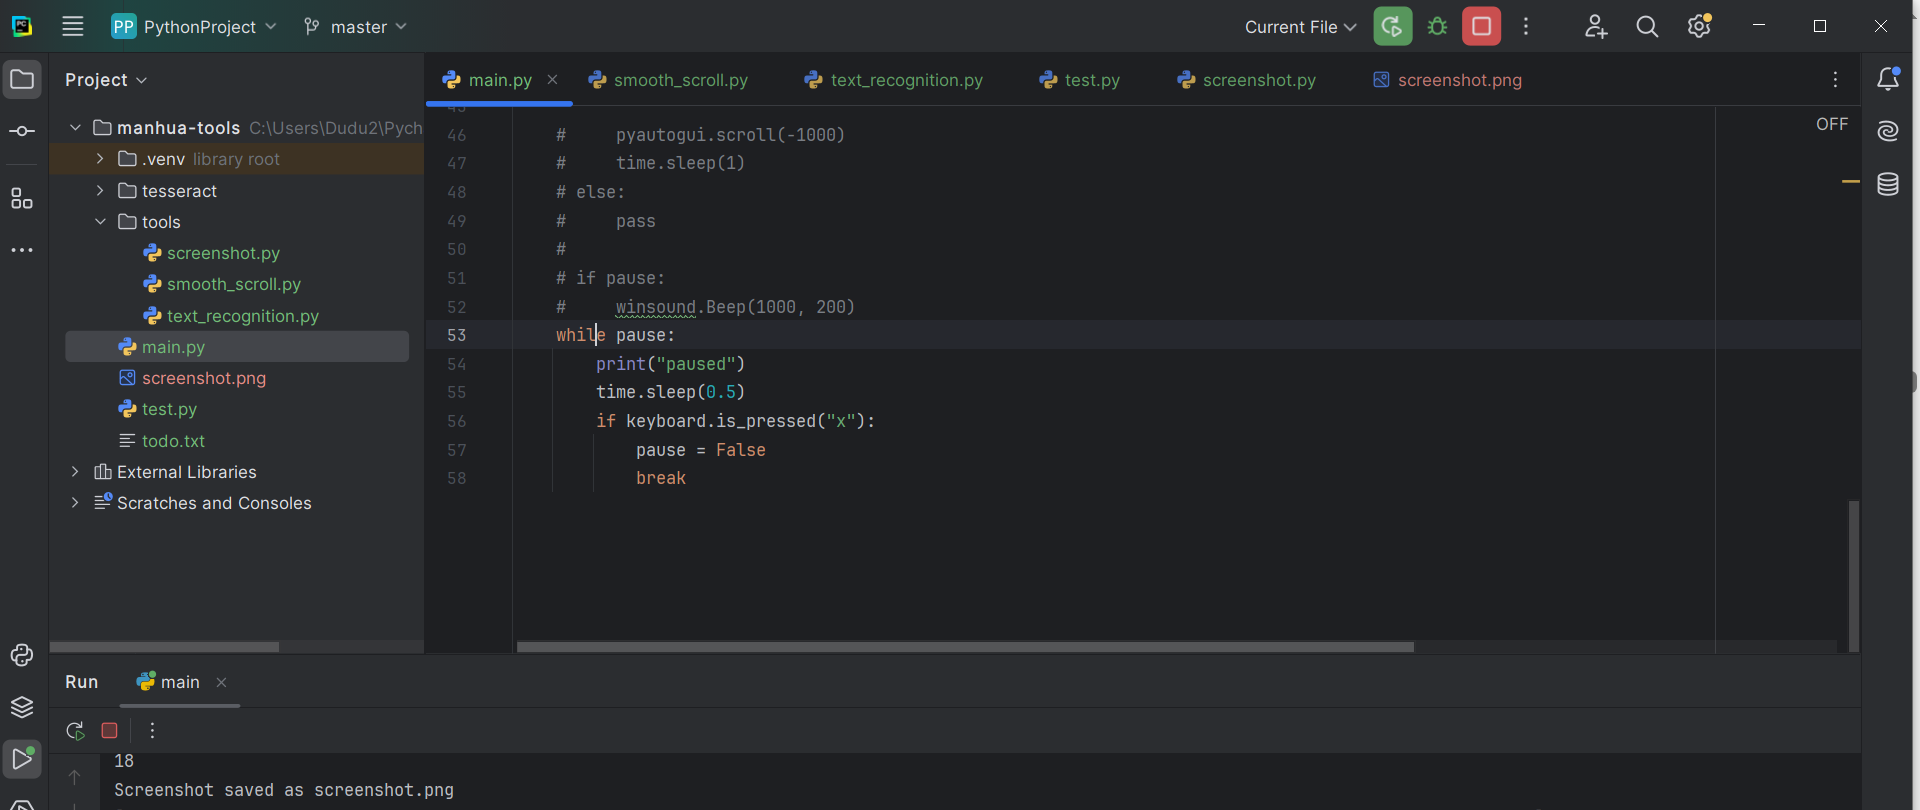 PP PythonProject master Current File
Project
main.py smooth_scroll.py text_recognition.py test.py screenshot.py screenshot.png
OFF
manhua-tools C:\Users\Dudu2\Pych
.venv library root
tesseract
tools
screenshot.py
smooth_scroll.py
text_recognition.py
main.py
screenshot.png
test.py
todo.txt
External Libraries
Scratches and Consoles
46 #     pyautogui.scroll(-1000)
47 #     time.sleep(1)
48 # else:
49 #     pass
50 #
51 # if pause:
52 #     winsound.Beep(1000, 200)
53 while pause:
54     print("paused")
55     time.sleep(0.5)
56     if keyboard.is_pressed("x"):
57         pause = False
58         break
Run main
18
Screenshot saved as screenshot.png